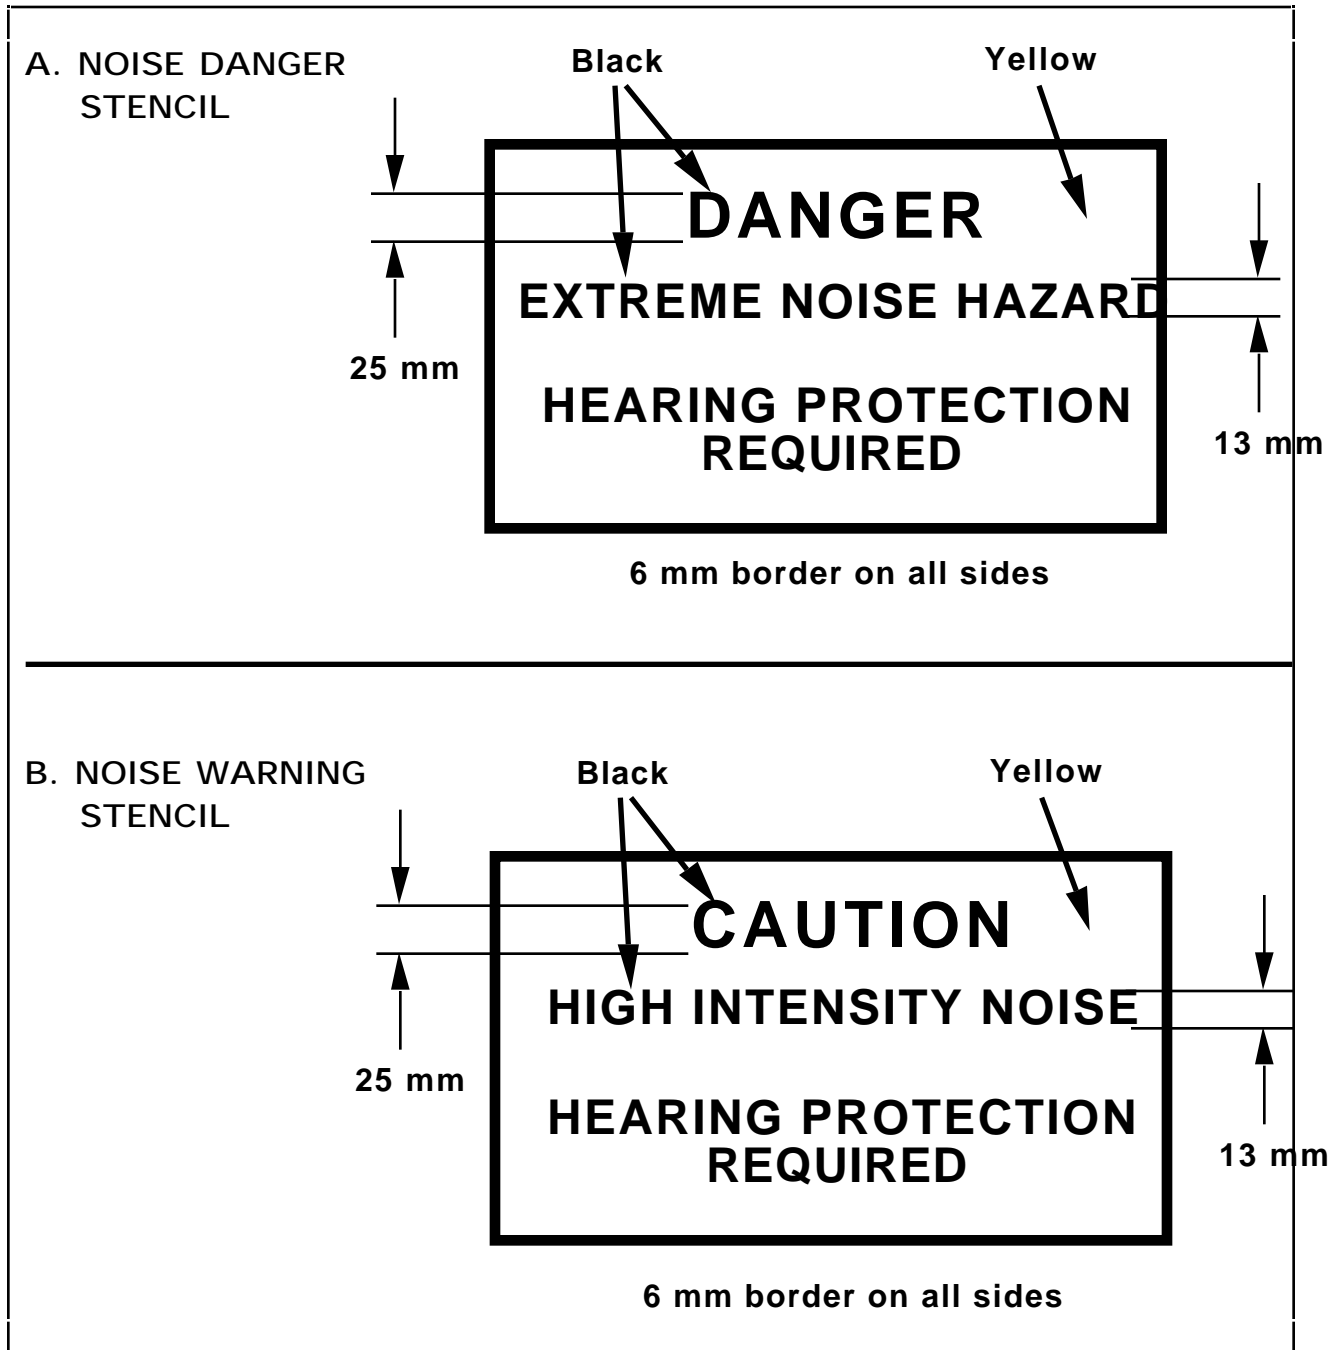 A. NOISE DANGER
STENCIL
Black
Yellow
DANGER
EXTREME NOISE HAZARD
25 mm
HEARING PROTECTION
REQUIRED
13 mm
6 mm border on all sides
B. NOISE WARNING
STENCIL
Black
Yellow
CAUTION
HIGH INTENSITY NOISE
25 mm
HEARING PROTECTION
REQUIRED
13 mm
6 mm border on all sides